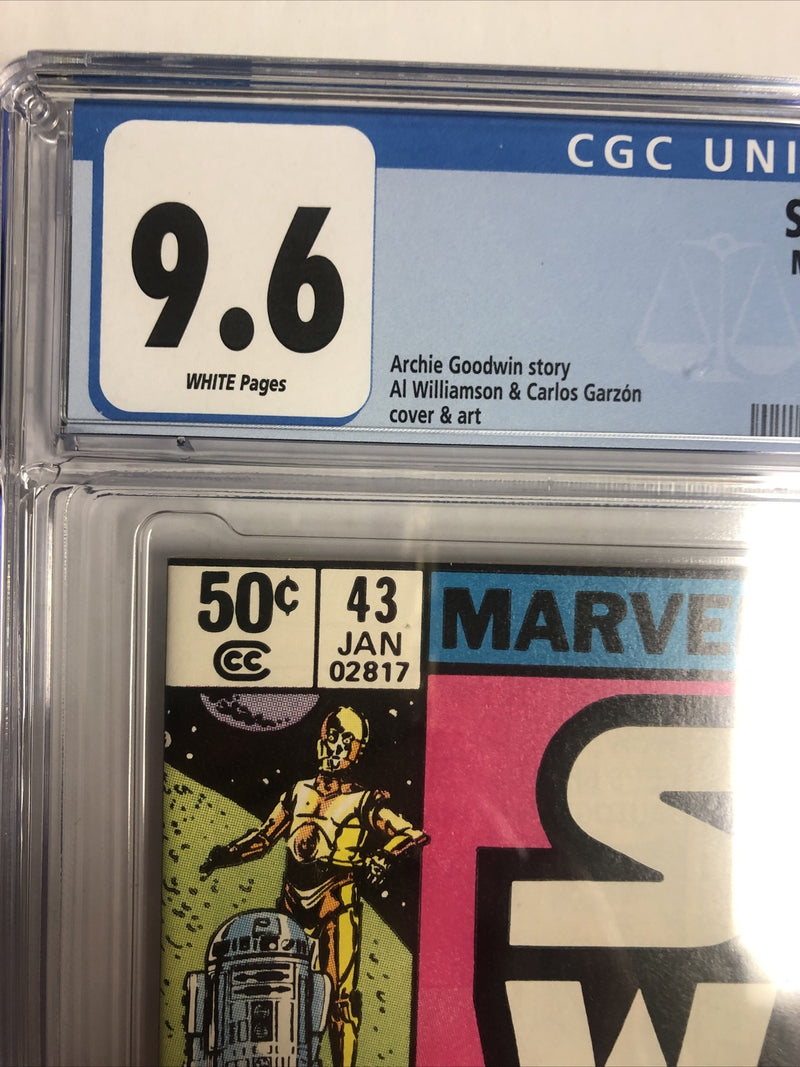 CGC UNI
9.6
WHITE Pages
S
M
Archie Goodwin story
Al Williamson & Carlos Garzón
cover & art
50¢
CC
43
JAN
02817
MARVE
S
W